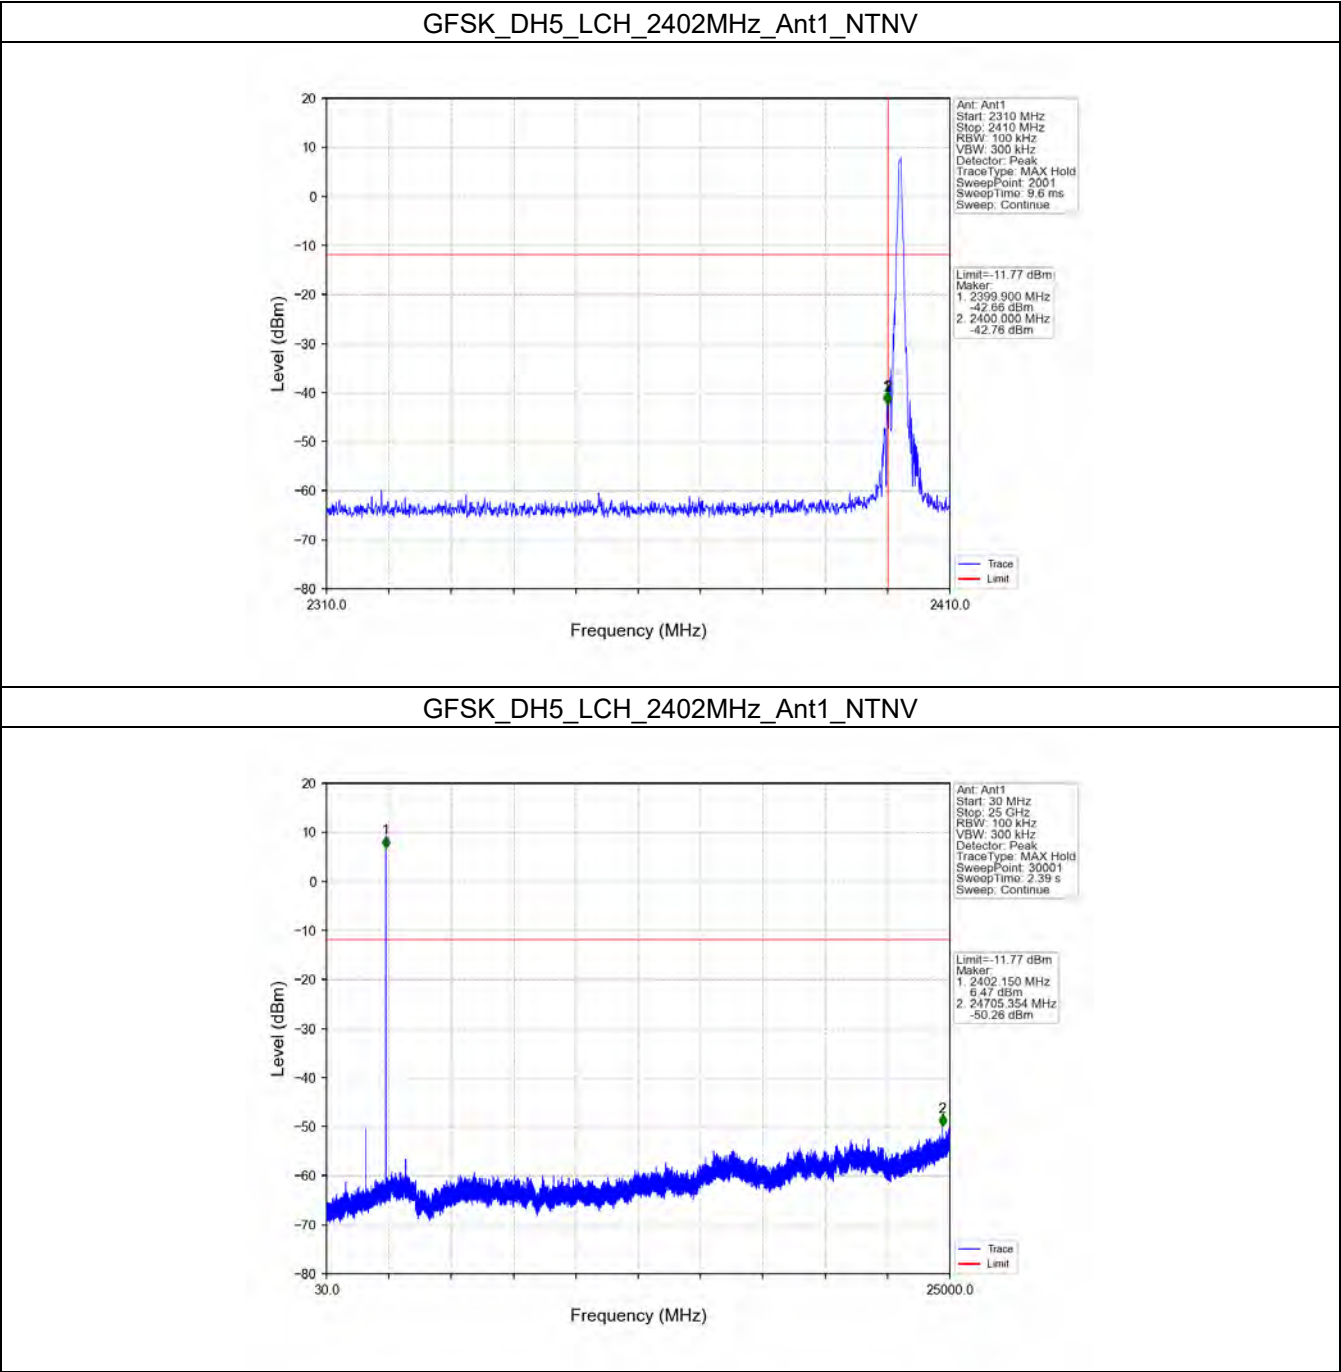 GFSK_DH5_LCH_2402MHz_Ant1_NTNV
20
10
0
−10
−20
−30
−40
−50
−60
−70
−80
Level (dBm)
2310.0
2410.0
Frequency (MHz)
2
Ant: Ant1
Start: 2310 MHz
Stop: 2410 MHz
RBW: 100 kHz
VBW: 300 kHz
Detector: Peak
TraceType: MAX Hold
SweepPoint: 2001
SweepTime: 9.6 ms
Sweep: Continue
Limit=-11.77 dBm
Maker:
1. 2399.900 MHz
-42.66 dBm
2. 2400.000 MHz
-42.76 dBm
Trace
Limit
GFSK_DH5_LCH_2402MHz_Ant1_NTNV
20
10
0
−10
−20
−30
−40
−50
−60
−70
−80
Level (dBm)
30.0
25000.0
Frequency (MHz)
1
2
Ant: Ant1
Start: 30 MHz
Stop: 25 GHz
RBW: 100 kHz
VBW: 300 kHz
Detector: Peak
TraceType: MAX Hold
SweepPoint: 30001
SweepTime: 2.39 s
Sweep: Continue
Limit=-11.77 dBm
Maker:
1. 2402.150 MHz
6.47 dBm
2. 24705.354 MHz
-50.26 dBm
Trace
Limit